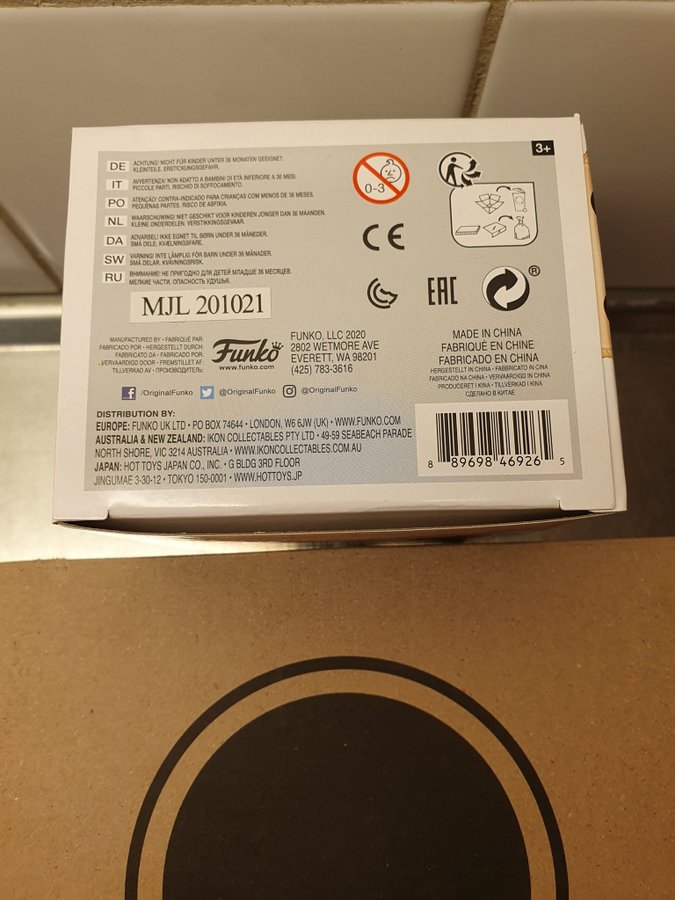 3+
DE ACHTUNG! NICHT FÜR KINDER UNTER 36 MONATEN GEEIGNET.
KLEINTEILE. ERSTICKUNGSGEFAHR.
IT AVVERTENZA! NON ADATTO A BAMBINI DI ETÀ INFERIORE A 36 MESI.
PICCOLE PARTI. RISCHIO DI SOFFOCAMENTO.
PO ATENÇÃO! CONTRA-INDICADO PARA CRIANÇAS COM MENOS DE 36 MESES.
PEQUENAS PARTES. RISCO DE ASFIXIA.
NL WAARSCHUWING! NIET GESCHIKT VOOR KINDEREN JONGER DAN 36 MAANDEN.
KLEINE ONDERDELEN. VERSTIKKINGSGEVAAR.
DA ADVARSEL! IKKE EGNET TIL BØRN UNDER 36 MÅNEDER.
SMÅ DELE. KVÆLNINGSFARE.
SW VARNING! INTE LÄMPLIG FÖR BARN UNDER 36 MÅNADER.
SMÅ DELAR. KVÄVNINGSRISK.
RU ВНИМАНИЕ! НЕ ПРИГОДНО ДЛЯ ДЕТЕЙ МЛАДШЕ 36 МЕСЯЦЕВ.
МЕЛКИЕ ЧАСТИ. ОПАСНОСТЬ УДУШЬЯ.
0-3
CE
EAC
®
MJL 201021
MANUFACTURED BY • FABRIQUÉ PAR:
FABRICADO POR • HERGESTELLT DURCH:
FABBRICATO DA • FABRICADO POR:
VERVAARDIGD DOOR • FREMSTILLET AF:
TILLVERKAD AV • ПРОИЗВОДИТЕЛЬ
Funko
www.funko.com
FUNKO, LLC 2020
2802 WETMORE AVE
EVERETT, WA 98201
(425) 783-3616
MADE IN CHINA
FABRIQUÉ EN CHINE
FABRICADO EN CHINA
HERGESTELLT IN CHINA • FABBRICATO IN CINA
FABRICADO NA CHINA • VERVAARDIGD IN CHINA
PRODUCERET I KINA • TILLVERKAD I KINA
СДЕЛАНО В КИТАЕ
f /OriginalFunko @OriginalFunko @OriginalFunko
DISTRIBUTION BY:
EUROPE: FUNKO UK LTD • PO BOX 74644 • LONDON, W6 6JW (UK) • WWW.FUNKO.COM
AUSTRALIA & NEW ZEALAND: IKON COLLECTABLES PTY LTD • 49-59 SEABEACH PARADE
NORTH SHORE, VIC 3214 AUSTRALIA • WWW.IKONCOLLECTABLES.COM.AU
JAPAN: HOT TOYS JAPAN CO., INC. • G BLDG 3RD FLOOR
JINGUMAE 3-30-12 • TOKYO 150-0001 • WWW.HOTTOYS.JP
8 89698 46926 5